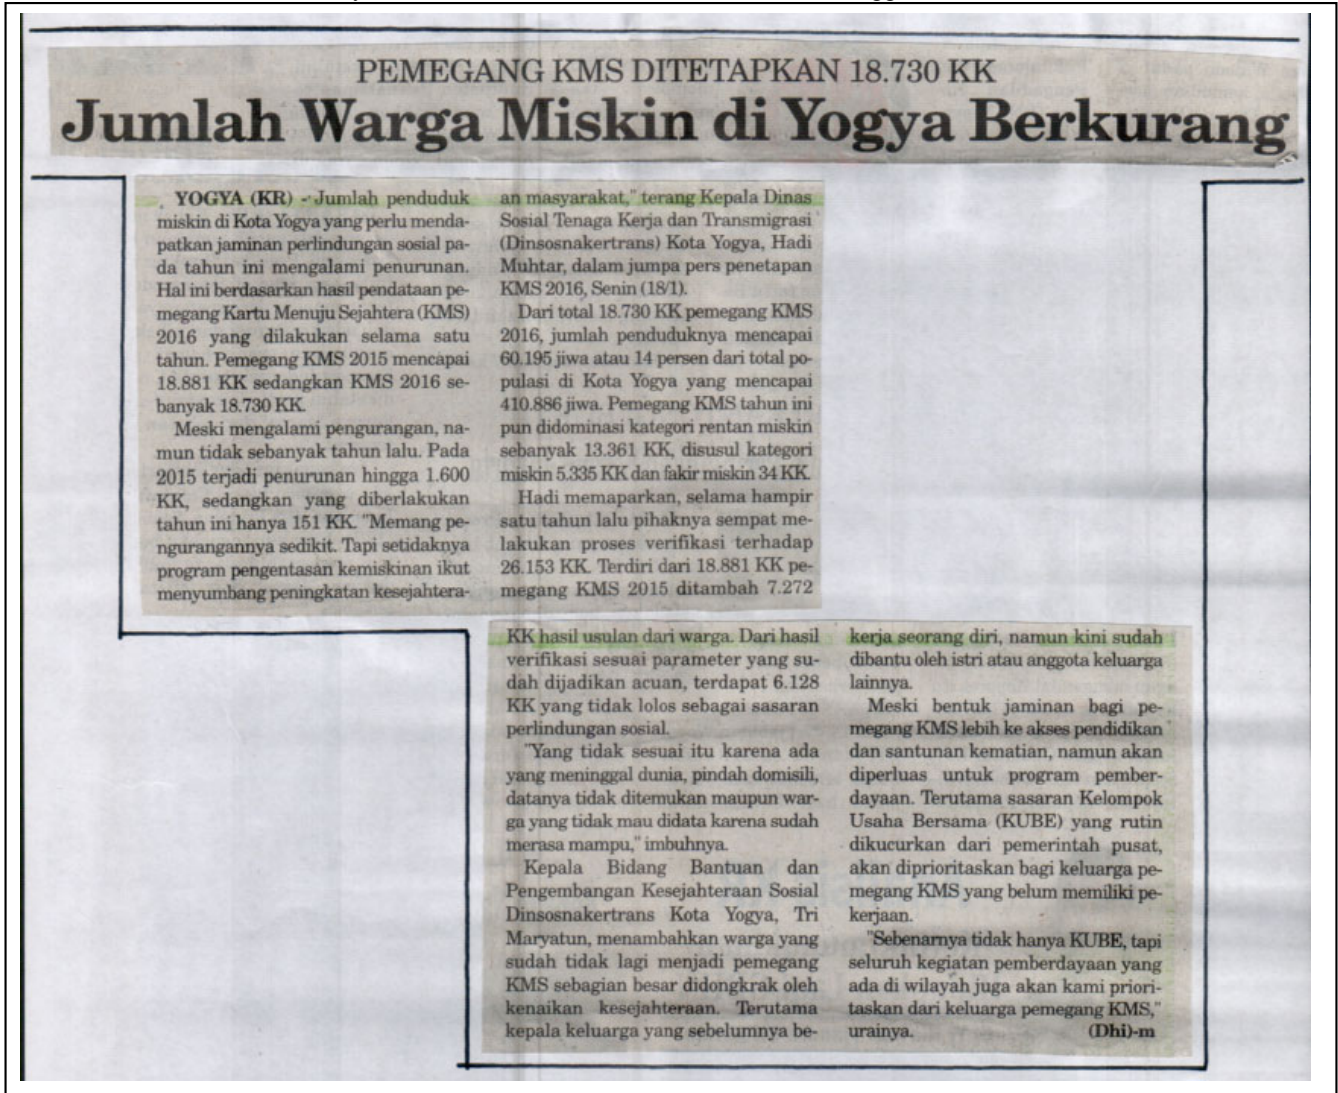 PEMEGANG KMS DITETAPKAN 18.730 KK
Jumlah Warga Miskin di Yogya Berkurang
YOGYA (KR) - Jumlah penduduk
miskin di Kota Yogya yang perlu menda-
patkan jaminan perlindungan sosial pa-
da tahun ini mengalami penurunan.
Hal ini berdasarkan hasil pendataan pe-
megang Kartu Menuju Sejahtera (KMS)
2016 yang dilakukan selama satu
tahun. Pemegang KMS 2015 mencapai
18.881 KK sedangkan KMS 2016 se-
banyak 18.730 KK.
Meski mengalami pengurangan, na-
mun tidak sebanyak tahun lalu. Pada
2015 terjadi penurunan hingga 1.600
KK, sedangkan yang diberlakukan
tahun ini hanya 151 KK. "Memang pe-
ngurangannya sedikit. Tapi setidaknya
program pengentasan kemiskinan ikut
menyumbang peningkatan kesejahtera-
an masyarakat," terang Kepala Dinas
Sosial Tenaga Kerja dan Transmigrasi
(Dinsosnakertrans) Kota Yogya, Hadi
Muhtar, dalam jumpa pers penetapan
KMS 2016, Senin (18/1).
Dari total 18.730 KK pemegang KMS
2016, jumlah penduduknya mencapai
60.195 jiwa atau 14 persen dari total po-
pulasi di Kota Yogya yang mencapai
410.886 jiwa. Pemegang KMS tahun ini
pun didominasi kategori rentan miskin
sebanyak 13.361 KK, disusul kategori
miskin 5.335 KK dan fakir miskin 34 KK.
Hadi memaparkan, selama hampir
satu tahun lalu pihaknya sempat me-
lakukan proses verifikasi terhadap
26.153 KK. Terdiri dari 18.881 KK pe-
megang KMS 2015 ditambah 7.272
KK hasil usulan dari warga. Dari hasil
verifikasi sesuai parameter yang su-
dah dijadikan acuan, terdapat 6.128
KK yang tidak lolos sebagai sasaran
perlindungan sosial.
"Yang tidak sesuai itu karena ada
yang meninggal dunia, pindah domisili,
datanya tidak ditemukan maupun war-
ga yang tidak mau didata karena sudah
merasa mampu," imbuhnya.
Kepala Bidang Bantuan dan
Pengembangan Kesejahteraan Sosial
Dinsosnakertrans Kota Yogya, Tri
Maryatun, menambahkan warga yang
sudah tidak lagi menjadi pemegang
KMS sebagian besar didongkrak oleh
kenaikan kesejahteraan. Terutama
kepala keluarga yang sebelumnya be-
kerja seorang diri, namun kini sudah
dibantu oleh istri atau anggota keluarga
lainnya.
Meski bentuk jaminan bagi pe-
megang KMS lebih ke akses pendidikan
dan santunan kematian, namun akan
diperluas untuk program pember-
dayaan. Terutama sasaran Kelompok
Usaha Bersama (KUBE) yang rutin
dikucurkan dari pemerintah pusat,
akan diprioritaskan bagi keluarga pe-
megang KMS yang belum memiliki pe-
kerjaan.
"Sebenarnya tidak hanya KUBE, tapi
seluruh kegiatan pemberdayaan yang
ada di wilayah juga akan kami priori-
taskan dari keluarga pemegang KMS,"
urainya. (Dhi)-m